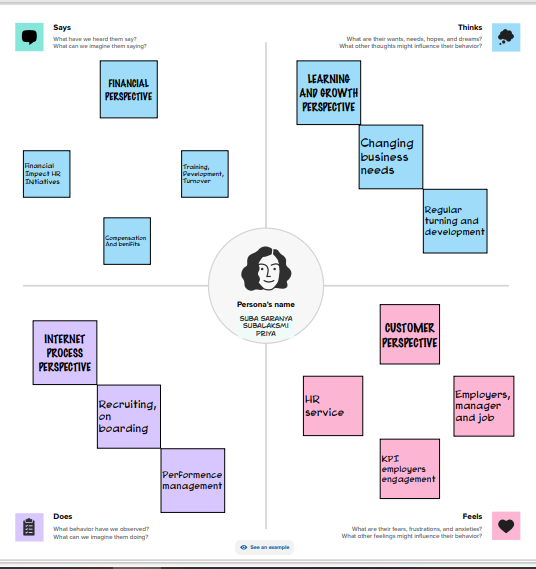 Says
What have we heard them say?
What can we imagine them saying?
Thinks
What are their wants, needs, hopes, and dreams?
What other thoughts might influence their behavior?
FINANCIAL
PERSPECTIVE
Financial
Impact HR
Initiatives
Training,
Development,
Turnover
Compensation
And benifits
LEARNING
AND GROWTH
PERSPECTIVE
Changing
business
needs
Regular
turning and
development
Persona's name
SUBA SARANYA
SUBALAKSMI
PRIYA
INTERNET
PROCESS
PERSPECTIVE
Recruiting,
on
boarding
Performence
management
CUSTOMER
PERSPECTIVE
HR
service
Employers,
manager
and job
KPI
employers
engagement
Does
What behavior have we observed?
What can we imagine them doing?
Feels
What are their fears, frustrations, and anxieties?
What other feelings might influence their behavior?
See an example